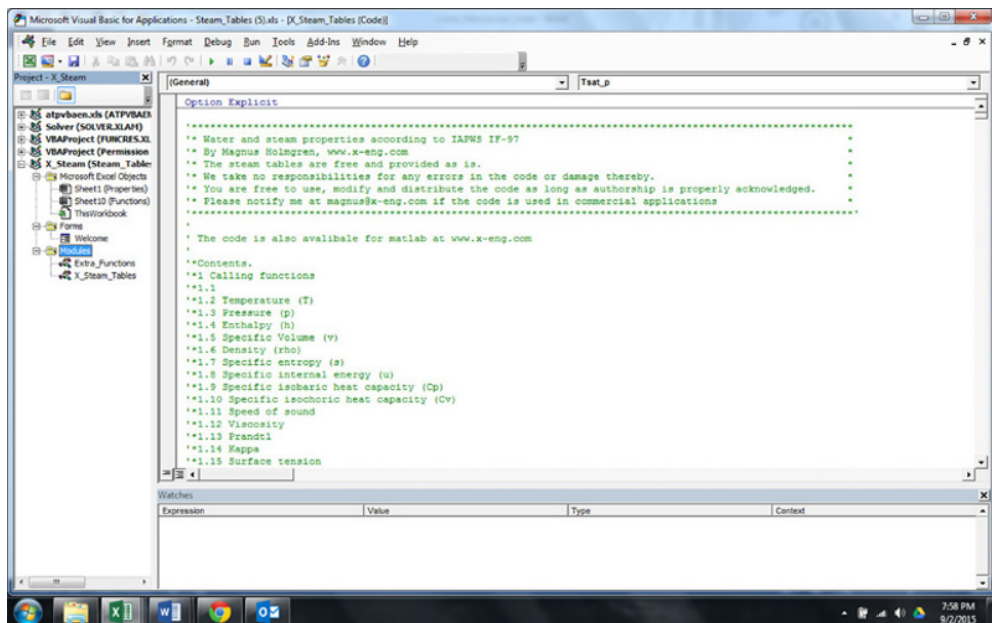 Microsoft Visual Basic for Applications - Steam_Tables (5).xls - [X_Steam_Tables (Code)]
File Edit View Insert Format Debug Run Tools Add-Ins Window Help
Project - X_Steam
(General)
Tsat_p
atpvbaen.xls (ATPVBAEN
Solver (SOLVER.XLAM)
VBAProject (FUNCRES.XL
VBAProject (Permission
X_Steam (Steam_Table
Microsoft Excel Objects
Sheet1 (Properties)
Sheet10 (Functions)
ThisWorkbook
Forms
Welcome
Modules
Extra_Functions
X_Steam_Tables
Option Explicit
'* Water and steam properties according to IAPWS IF-97 *
'* By Magnus Holmgren, www.x-eng.com *
'* The steam tables are free and provided as is. *
'* We take no responsibilities for any errors in the code or damage thereby. *
'* You are free to use, modify and distribute the code as long as authorship is properly acknowledged. *
'* Please notify me at magnus@x-eng.com if the code is used in commercial applications *
'
' The code is also avalibale for matlab at www.x-eng.com
'
'*Contents.
'*1 Calling functions
'*1.1
'*1.2 Temperature (T)
'*1.3 Pressure (p)
'*1.4 Enthalpy (h)
'*1.5 Specific Volume (v)
'*1.6 Density (rho)
'*1.7 Specific entropy (s)
'*1.8 Specific internal energy (u)
'*1.9 Specific isobaric heat capacity (Cp)
'*1.10 Specific isochoric heat capacity (Cv)
'*1.11 Speed of sound
'*1.12 Viscosity
'*1.13 Prandtl
'*1.14 Kappa
'*1.15 Surface tension
Watches
Expression Value Type Context
7:58 PM
9/2/2015